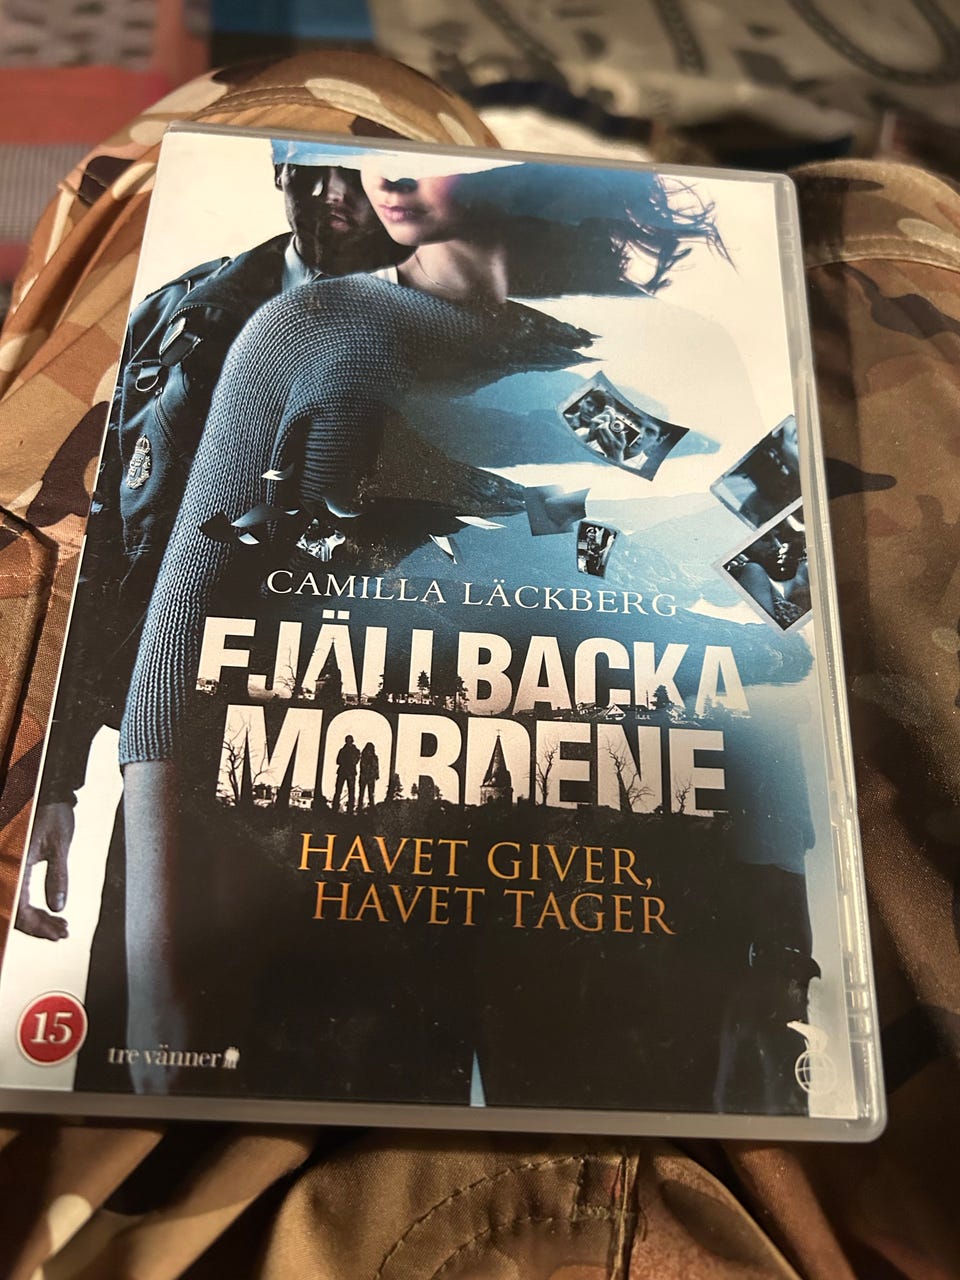 CAMILLA LÄCKBERG
FJÄLLBACKA
MORDENE
HAVET GIVER,
HAVET TAGER
15
tre vänner